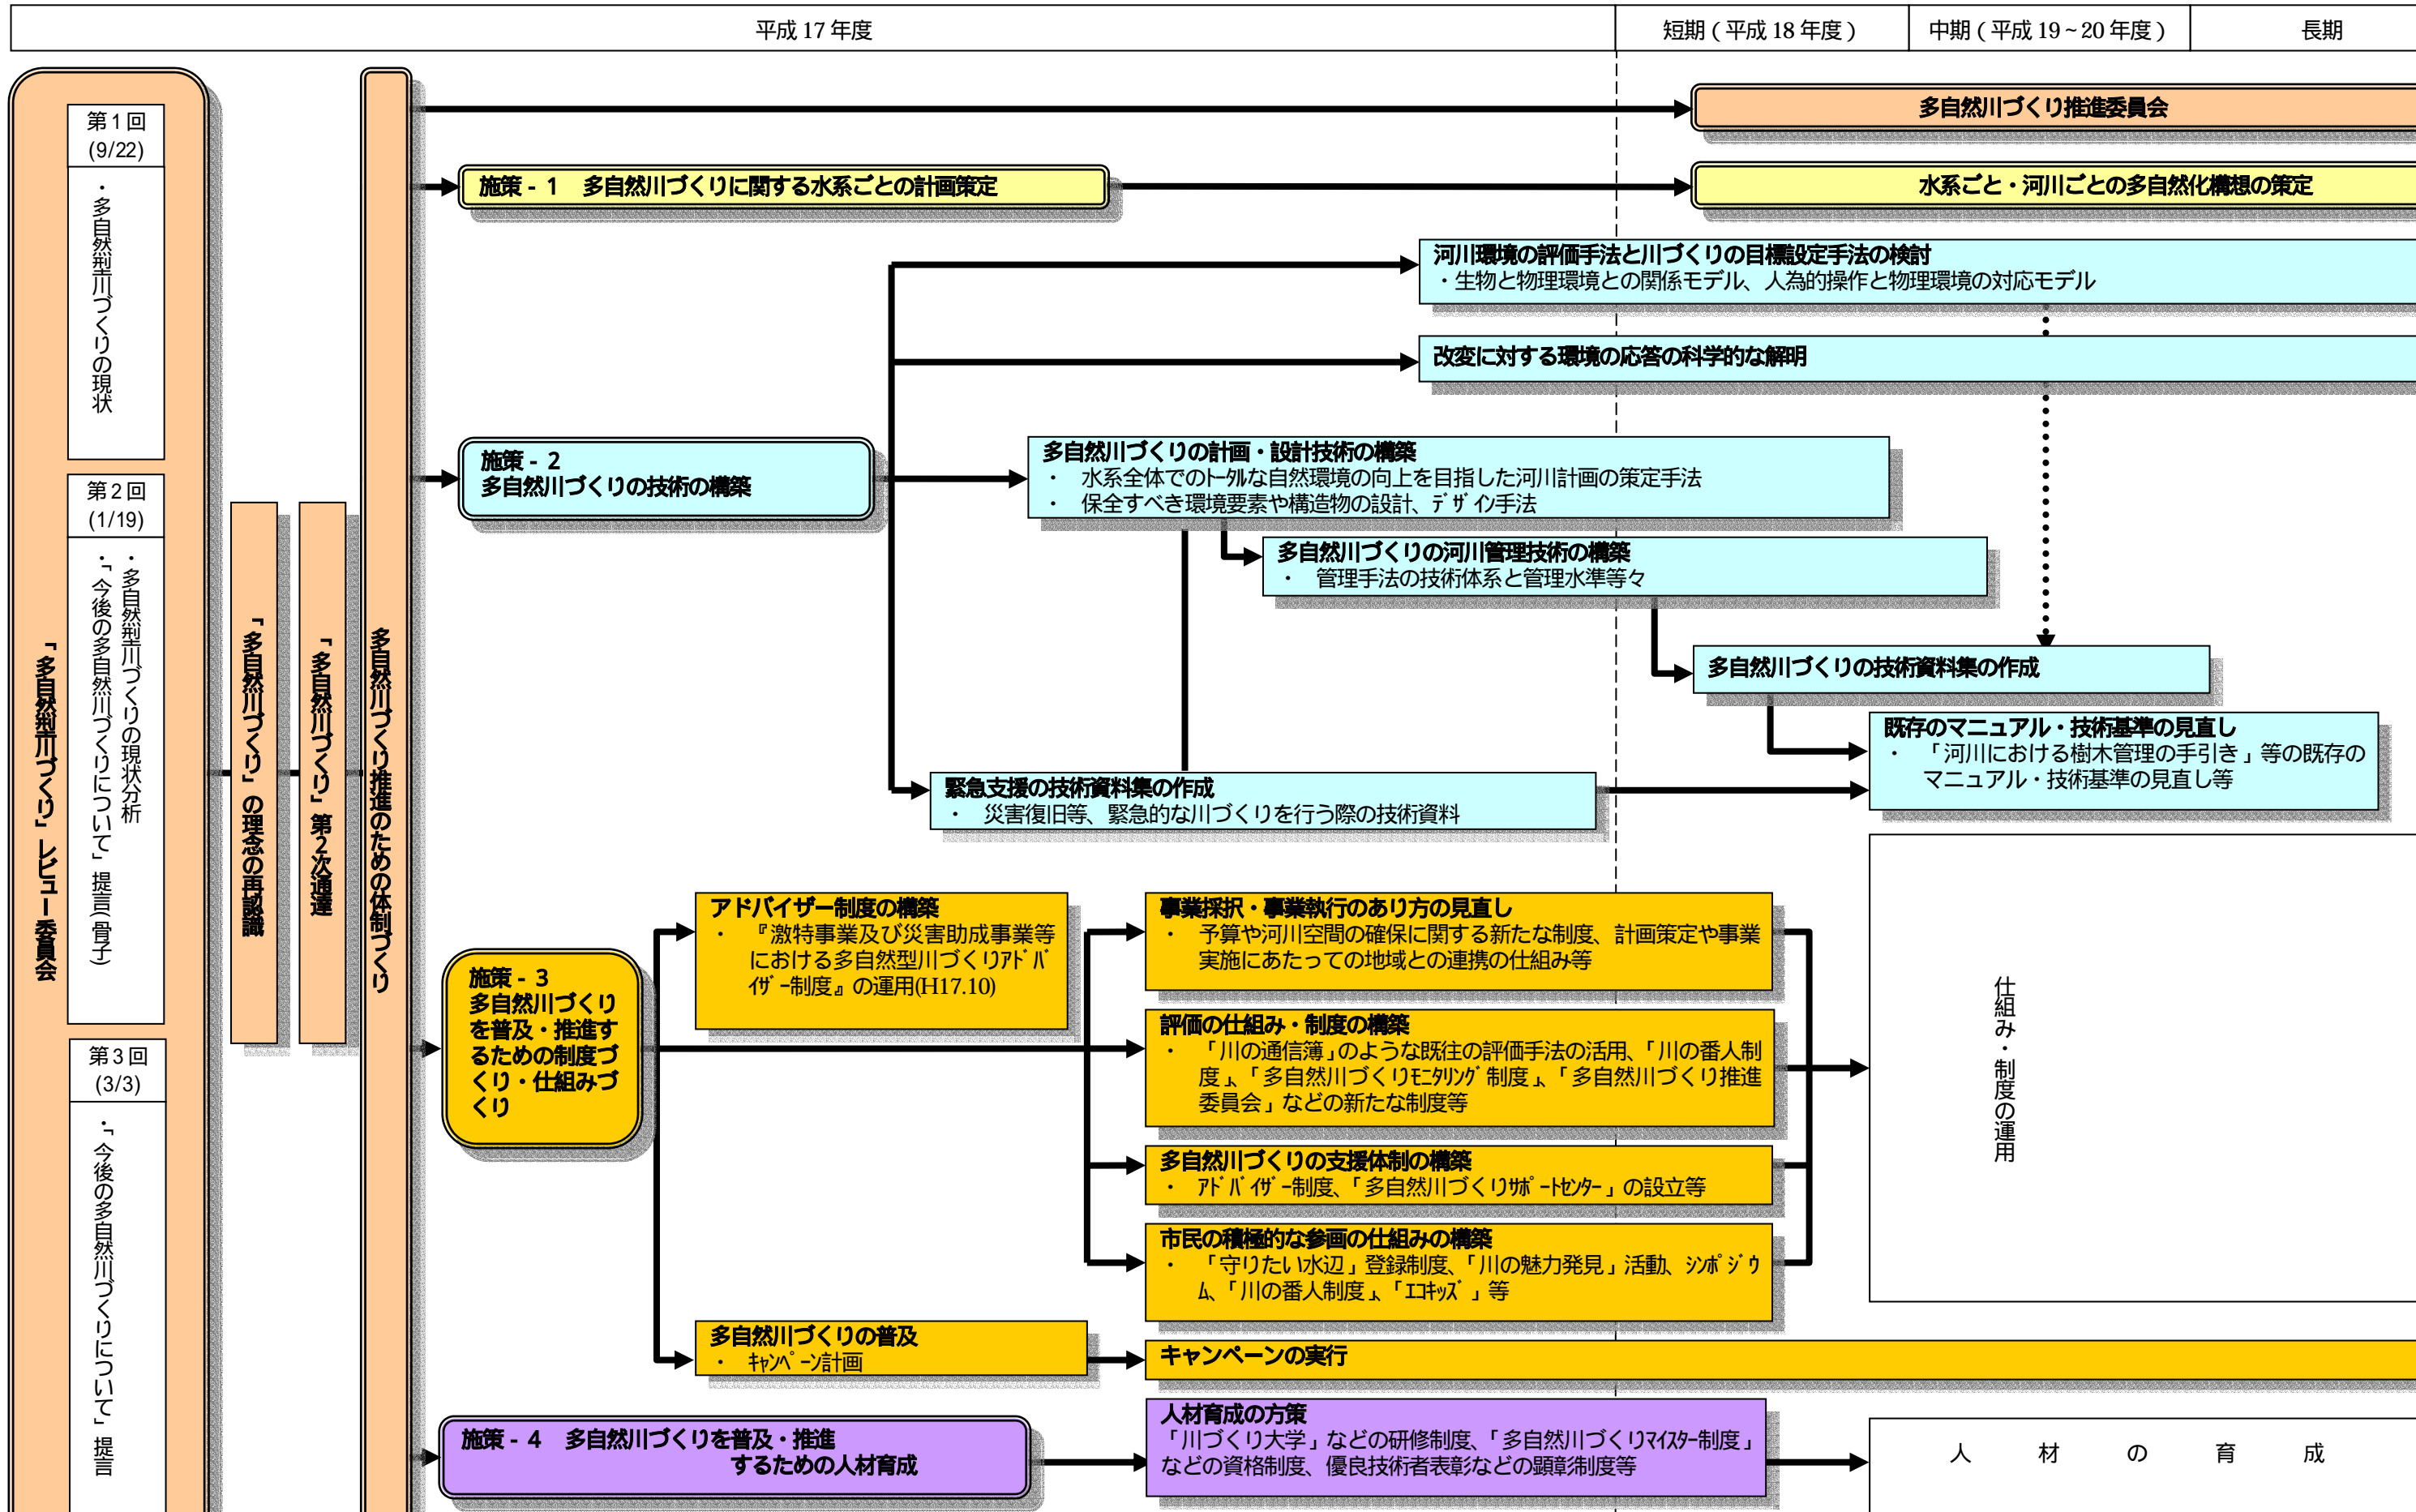 平成 17 年度
短期 ( 平成 18 年度 )
中期 ( 平成 19 ~ 20 年度 )
長期
「多自然型川づくり」レビュー委員会
第1回
(9/22)
・多自然型川づくりの現状
第2回
(1/19)
・多自然型川づくりの現状分析
・「今後の多自然川づくりについて」提言(骨子)
第3回
(3/3)
・「今後の多自然川づくりについて」提言
「多自然川づくり」の理念の再認識
「多自然川づくり」第2次通達
多自然川づくり推進のための体制づくり
多自然川づくり推進委員会
施策 - 1 多自然川づくりに関する水系ごとの計画策定
水系ごと・河川ごとの多自然化構想の策定
河川環境の評価手法と川づくりの目標設定手法の検討
・生物と物理環境との関係モデル、人為的操作と物理環境の対応モデル
改変に対する環境の応答の科学的な解明
施策 - 2
多自然川づくりの技術の構築
多自然川づくりの計画・設計技術の構築
・ 水系全体でのﾄｰﾀﾙな自然環境の向上を目指した河川計画の策定手法
・ 保全すべき環境要素や構造物の設計、ﾃﾞｻﾞｲﾝ手法
多自然川づくりの河川管理技術の構築
・ 管理手法の技術体系と管理水準等々
多自然川づくりの技術資料集の作成
既存のマニュアル・技術基準の見直し
・ 「河川における樹木管理の手引き」等の既存の
マニュアル・技術基準の見直し等
緊急支援の技術資料集の作成
・ 災害復旧等、緊急的な川づくりを行う際の技術資料
施策 - 3
多自然川づくり
を普及・推進す
るための制度づ
くり・仕組みづ
くり
アドバイザー制度の構築
・ 『激特事業及び災害助成事業等
における多自然型川づくりｱﾄﾞﾊﾞ
ｲｻﾞｰ制度』の運用(H17.10)
事業採択・事業執行のあり方の見直し
・ 予算や河川空間の確保に関する新たな制度、計画策定や事業
実施にあたっての地域との連携の仕組み等
評価の仕組み・制度の構築
・ 「川の通信簿」のような既往の評価手法の活用、「川の番人制
度」、「多自然川づくりﾓﾆﾀﾘﾝｸﾞ制度」、「多自然川づくり推進
委員会」などの新たな制度等
多自然川づくりの支援体制の構築
・ ｱﾄﾞﾊﾞｲｻﾞｰ制度、「多自然川づくりｻﾎﾟｰﾄｾﾝﾀｰ」の設立等
市民の積極的な参画の仕組みの構築
・ 「守りたい水辺」登録制度、「川の魅力発見」活動、ｼﾝﾎﾟｼﾞｳ
ﾑ、「川の番人制度」、「ｴｺｷｯｽﾞ」等
仕組み・制度の運用
多自然川づくりの普及
・ ｷｬﾝﾍﾟｰﾝ計画
キャンペーンの実行
施策 - 4 多自然川づくりを普及・推進
するための人材育成
人材育成の方策
「川づくり大学」などの研修制度、「多自然川づくりﾏｲｽﾀｰ制度」
などの資格制度、優良技術者表彰などの顕彰制度等
人 材 の 育 成